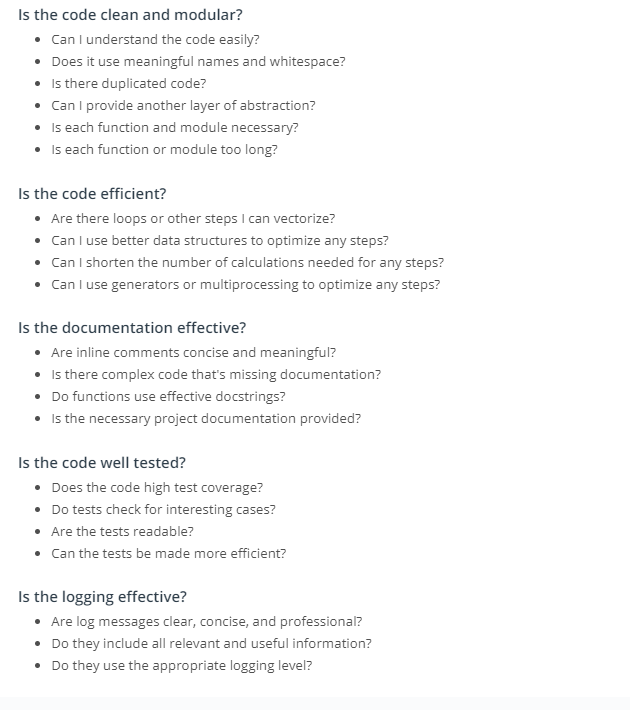 Is the code clean and modular?
• Can I understand the code easily?
• Does it use meaningful names and whitespace?
• Is there duplicated code?
• Can I provide another layer of abstraction?
• Is each function and module necessary?
• Is each function or module too long?
Is the code efficient?
• Are there loops or other steps I can vectorize?
• Can I use better data structures to optimize any steps?
• Can I shorten the number of calculations needed for any steps?
• Can I use generators or multiprocessing to optimize any steps?
Is the documentation effective?
• Are inline comments concise and meaningful?
• Is there complex code that's missing documentation?
• Do functions use effective docstrings?
• Is the necessary project documentation provided?
Is the code well tested?
• Does the code high test coverage?
• Do tests check for interesting cases?
• Are the tests readable?
• Can the tests be made more efficient?
Is the logging effective?
• Are log messages clear, concise, and professional?
• Do they include all relevant and useful information?
• Do they use the appropriate logging level?